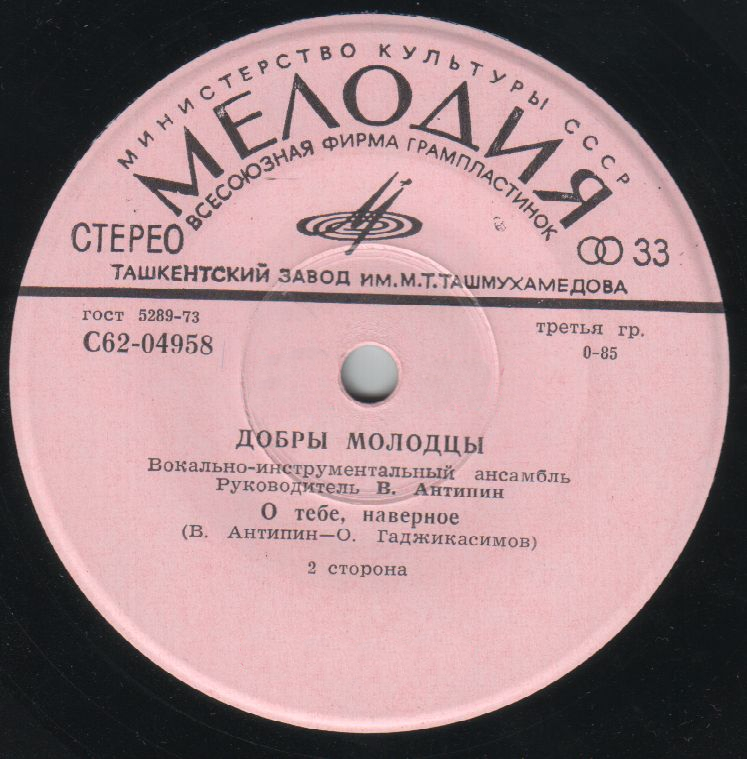 МИНИСТЕРСТВО КУЛЬТУРЫ СССР
МЕЛОДИЯ
ВСЕСОЮЗНАЯ ФИРМА ГРАМПЛАСТИНОК
СТЕРЕО
33
ТАШКЕНТСКИЙ ЗАВОД ИМ.М.Т.ТАШМУХАМЕДОВА
гост 5289-73
третья гр.
С62-04958
0-85
ДОБРЫ МОЛОДЦЫ
Вокально-инструментальный ансамбль
Руководитель В. Антипин
О тебе, наверное
(В. Антипин—О. Гаджикасимов)
2 сторона